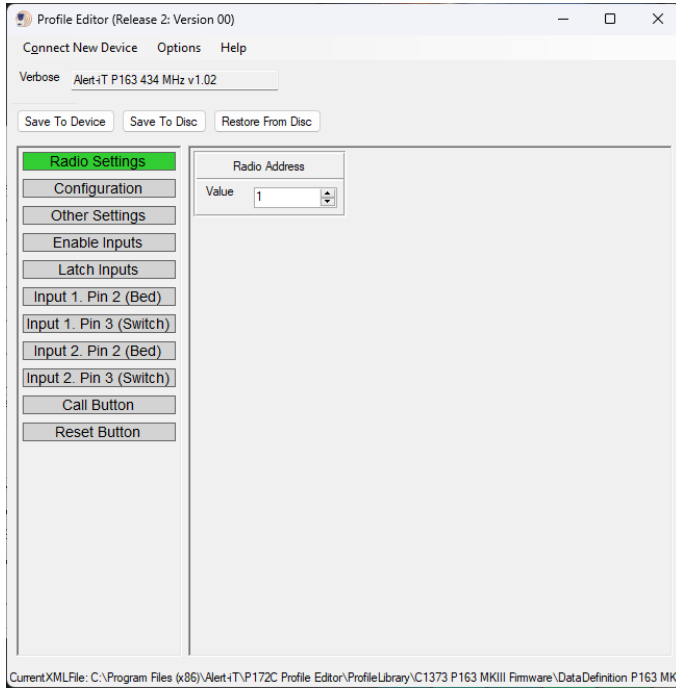 Profile Editor (Release 2: Version 00)
Connect New Device Options Help
Verbose Alert-iT P163 434 MHz v1.02
Save To Device Save To Disc Restore From Disc
Radio Settings
Configuration
Other Settings
Enable Inputs
Latch Inputs
Input 1. Pin 2 (Bed)
Input 1. Pin 3 (Switch)
Input 2. Pin 2 (Bed)
Input 2. Pin 3 (Switch)
Call Button
Reset Button
Radio Address
Value 1
CurrentXMLFile: C:\Program Files (x86)\Alert-iT\P172C Profile Editor\ProfileLibrary\C1373 P163 MKIII Firmware\DataDefinition P163 MK